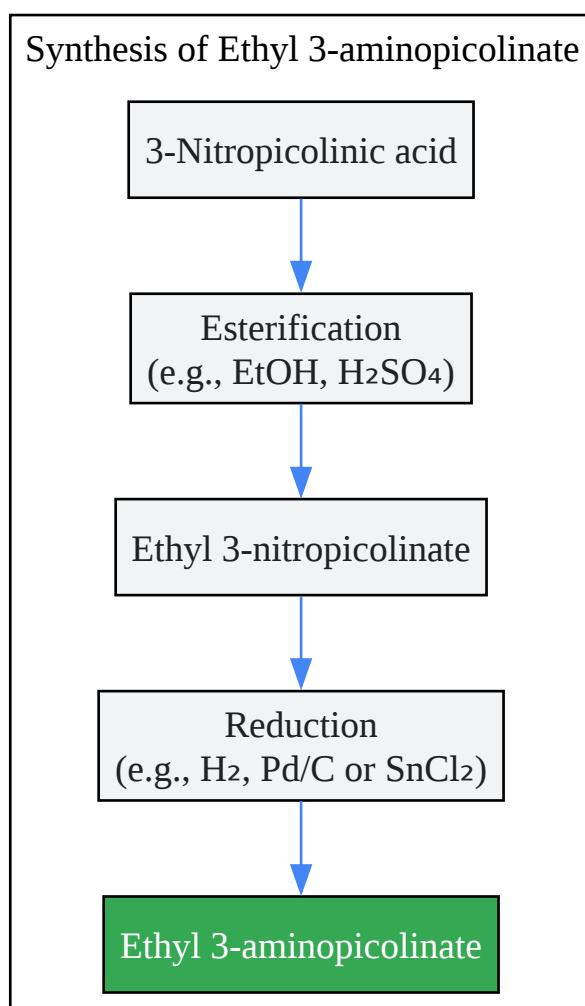 Synthesis of Ethyl 3-aminopicolinate
3-Nitropicolinic acid
Esterification
(e.g., EtOH, H₂SO₄)
Ethyl 3-nitropicolinate
Reduction
(e.g., H₂, Pd/C or SnCl₂)
Ethyl 3-aminopicolinate